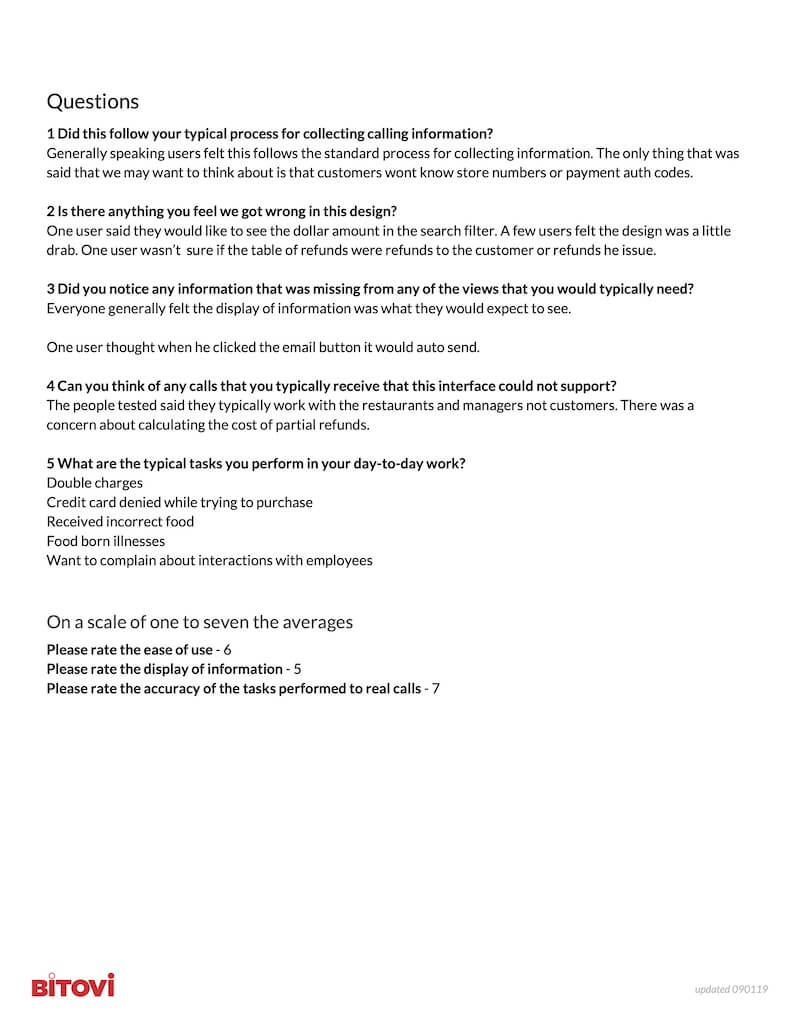 Questions
1 Did this follow your typical process for collecting calling information?
Generally speaking users felt this follows the standard process for collecting information. The only thing that was
said that we may want to think about is that customers wont know store numbers or payment auth codes.
2 Is there anything you feel we got wrong in this design?
One user said they would like to see the dollar amount in the search filter. A few users felt the design was a little
drab. One user wasn’t  sure if the table of refunds were refunds to the customer or refunds he issue.
3 Did you notice any information that was missing from any of the views that you would typically need?
Everyone generally felt the display of information was what they would expect to see.
One user thought when he clicked the email button it would auto send.
4 Can you think of any calls that you typically receive that this interface could not support?
The people tested said they typically work with the restaurants and managers not customers. There was a
concern about calculating the cost of partial refunds.
5 What are the typical tasks you perform in your day-to-day work?
Double charges
Credit card denied while trying to purchase
Received incorrect food
Food born illnesses
Want to complain about interactions with employees
On a scale of one to seven the averages
Please rate the ease of use - 6
Please rate the display of information - 5
Please rate the accuracy of the tasks performed to real calls - 7
BiTOVi
updated 090119